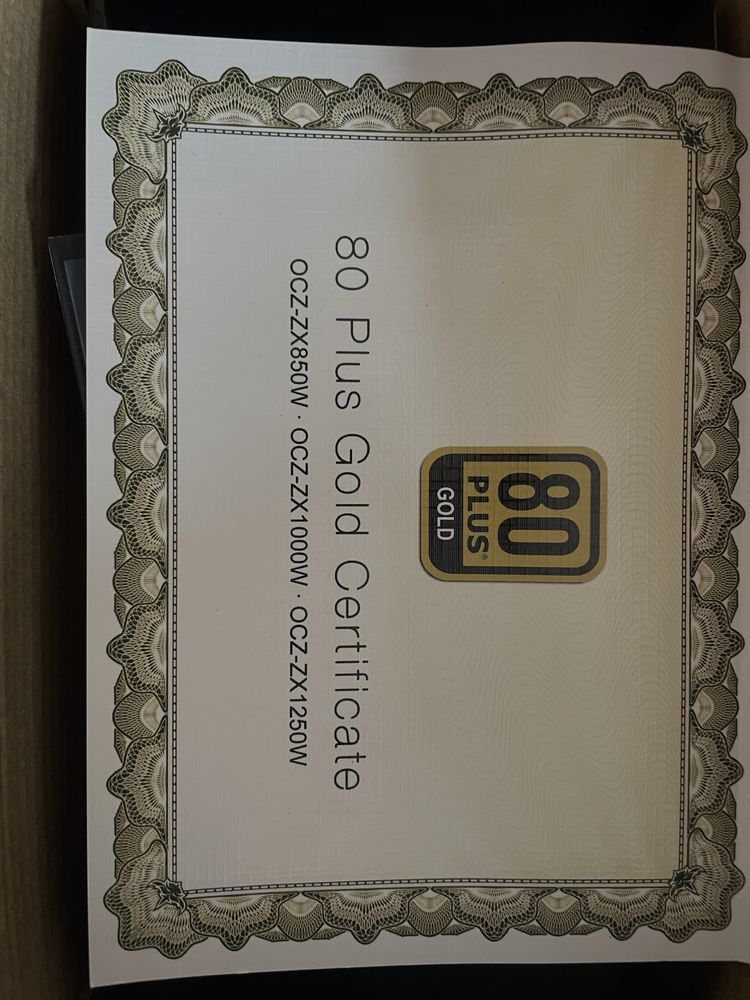 80
PLUS®
GOLD
80 Plus Gold Certificate
OCZ-ZX850W · OCZ-ZX1000W · OCZ-ZX1250W